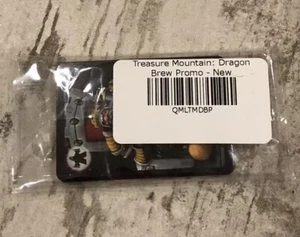 Treasure Mountain: Dragon
Brew Promo - New
QMLTMDBP